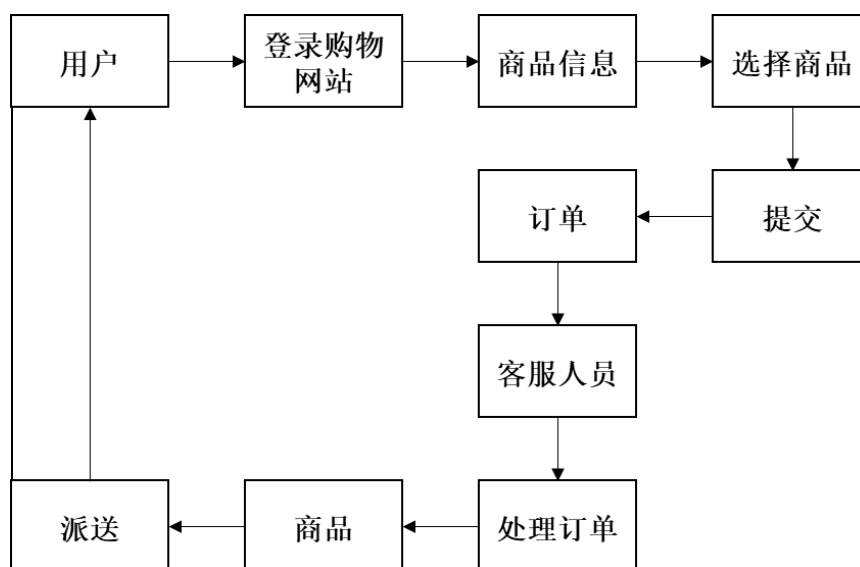 用户
登录购物
网站
商品信息
选择商品
订单
提交
客服人员
派送
商品
处理订单